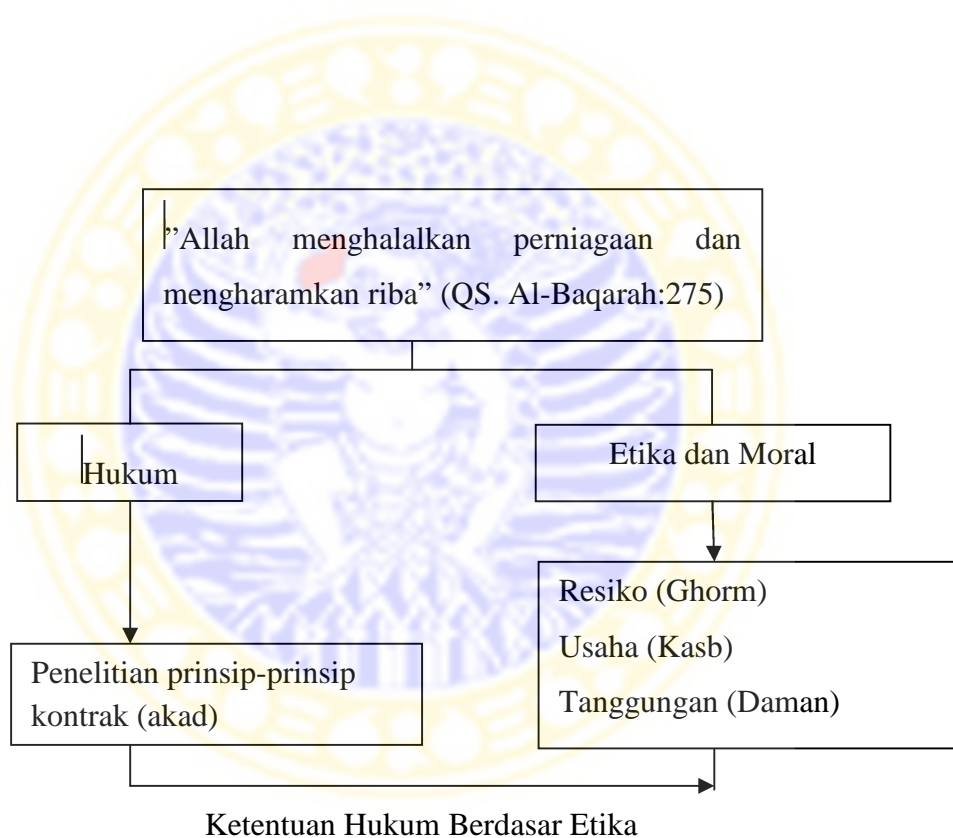 ”Allah menghalalkan perniagaan dan
mengharamkan riba” (QS. Al-Baqarah:275)
Hukum
Etika dan Moral
Penelitian prinsip-prinsip
kontrak (akad)
Resiko (Ghorm)
Usaha (Kasb)
Tanggungan (Daman)
Ketentuan Hukum Berdasar Etika